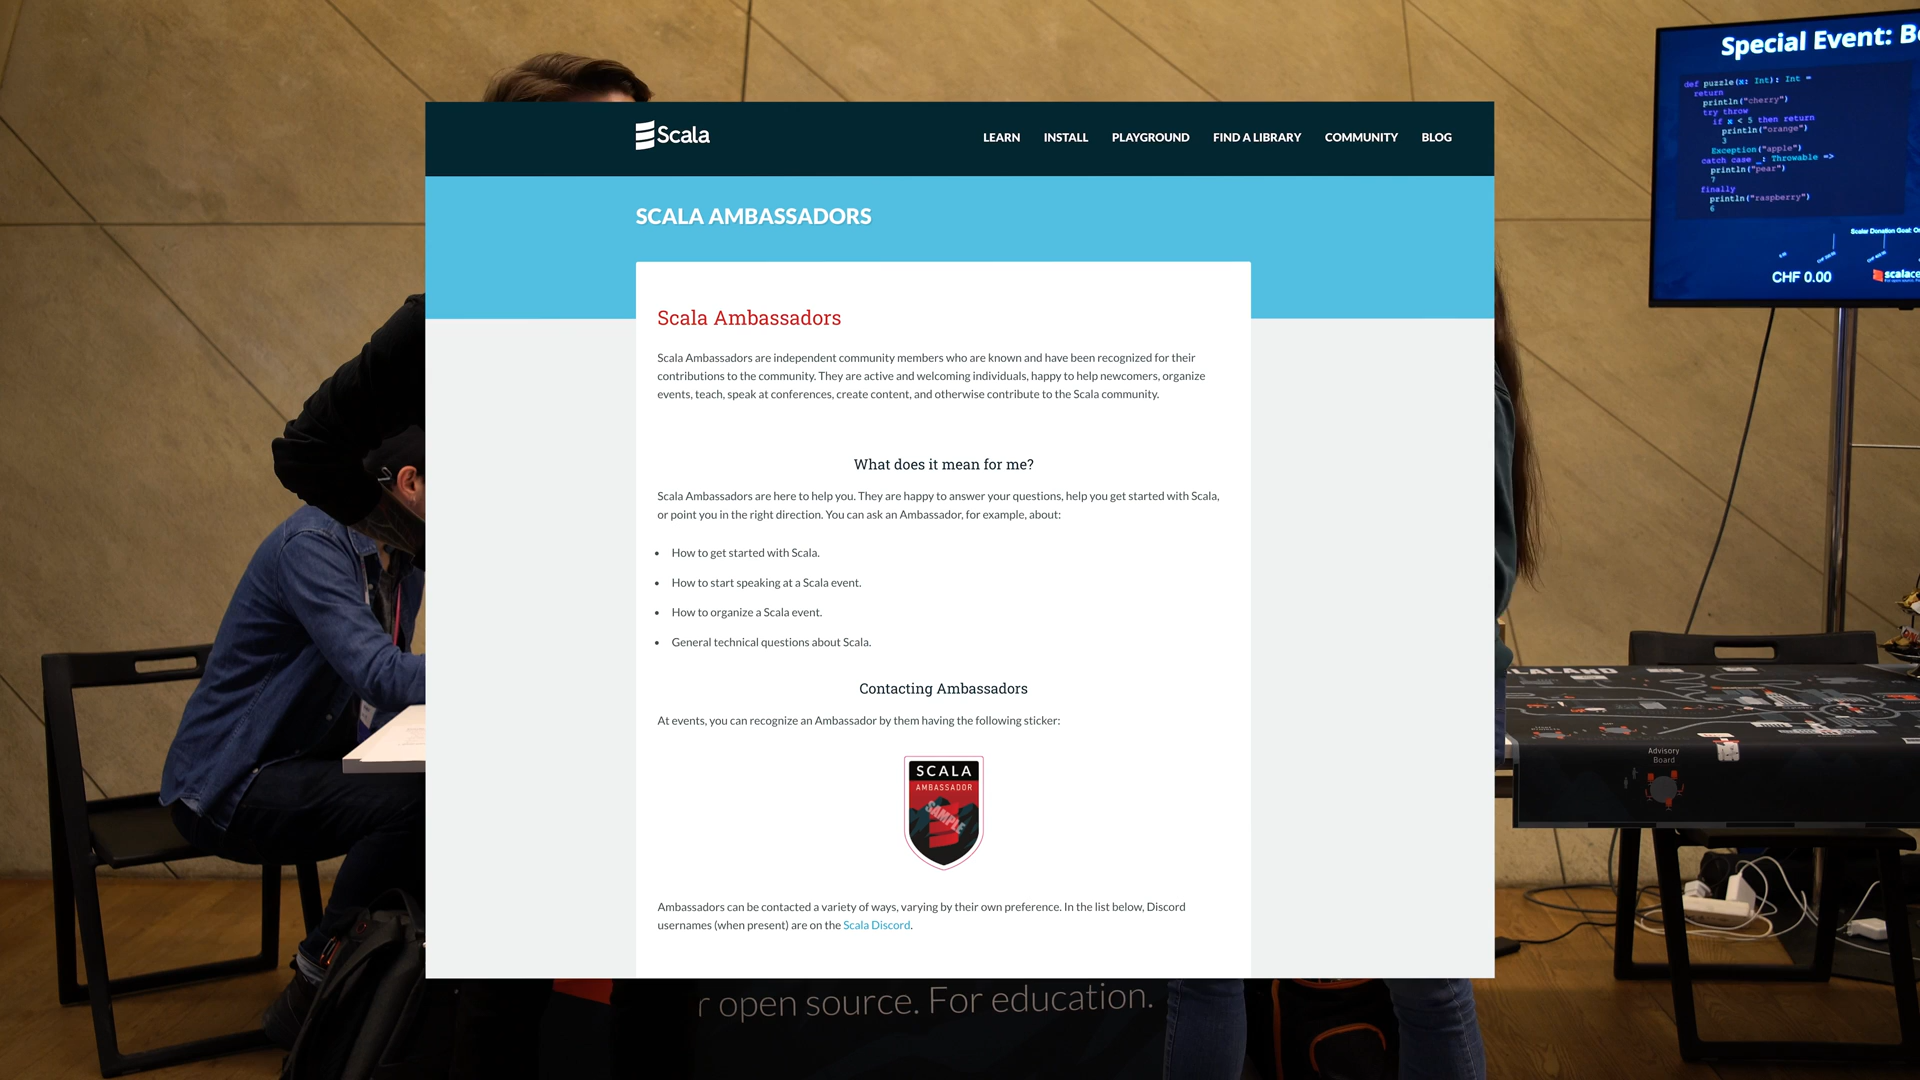 Scala
LEARN INSTALL PLAYGROUND FIND A LIBRARY COMMUNITY BLOG
SCALA AMBASSADORS
Scala Ambassadors
Scala Ambassadors are independent community members who are known and have been recognized for their
contributions to the community. They are active and welcoming individuals, happy to help newcomers, organize
events, teach, speak at conferences, create content, and otherwise contribute to the Scala community.
What does it mean for me?
Scala Ambassadors are here to help you. They are happy to answer your questions, help you get started with Scala,
or point you in the right direction. You can ask an Ambassador, for example, about:
• How to get started with Scala.
• How to start speaking at a Scala event.
• How to organize a Scala event.
• General technical questions about Scala.
Contacting Ambassadors
At events, you can recognize an Ambassador by them having the following sticker:
SCALA
AMBASSADOR
SAMPLE
Ambassadors can be contacted a variety of ways, varying by their own preference. In the list below, Discord
usernames (when present) are on the Scala Discord.
r open source. For education.
Special Event: B
def puzzle(x: Int): Int =
return
println("cherry")
try throw
if x < 5 then return
println("orange")
3
Exception("apple")
catch case _: Throwable =>
println("pear")
7
finally
println("raspberry")
6
Scalar Donation Goal:
CHF 0.00
scalace
LALAND
Advisory
Board